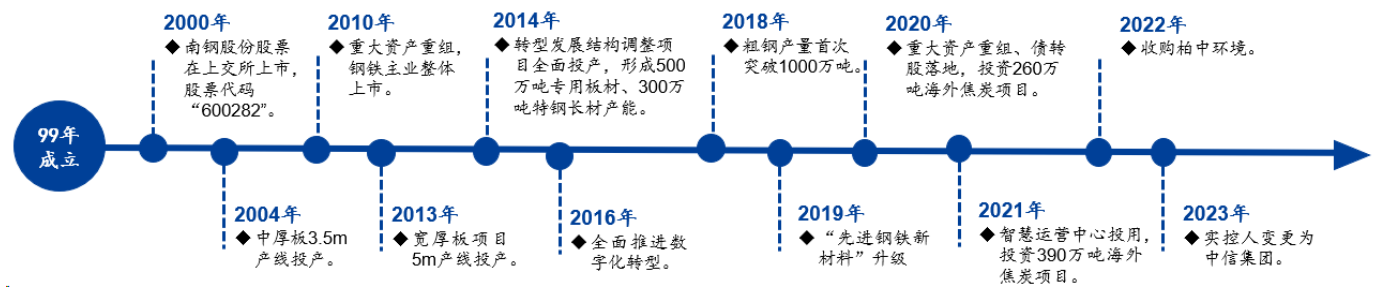 99年
成立
2000年
◆ 南钢股份股票
在上交所上市，
股票代码
“600282”。
2004年
◆ 中厚板3.5m
产线投产。
2010年
◆ 重大资产重组，
钢铁主业整体
上市。
2013年
◆ 宽厚板项目
5m产线投产。
2014年
◆ 转型发展结构调整项
目全面投产，形成500
万吨专用板材、300万
吨特钢长材产能。
2016年
◆ 全面推进数
字化转型。
2018年
◆ 粗钢产量首次
突破1000万吨。
2019年
◆ “先进钢铁新
材料”升级
2020年
◆ 重大资产重组、债转
股落地，投资260万
吨海外焦炭项目。
2021年
◆ 智慧运营中心投用，
投资390万吨海外
焦炭项目。
2022年
◆ 收购柏中环境。
2023年
◆ 实控人变更为
中信集团。